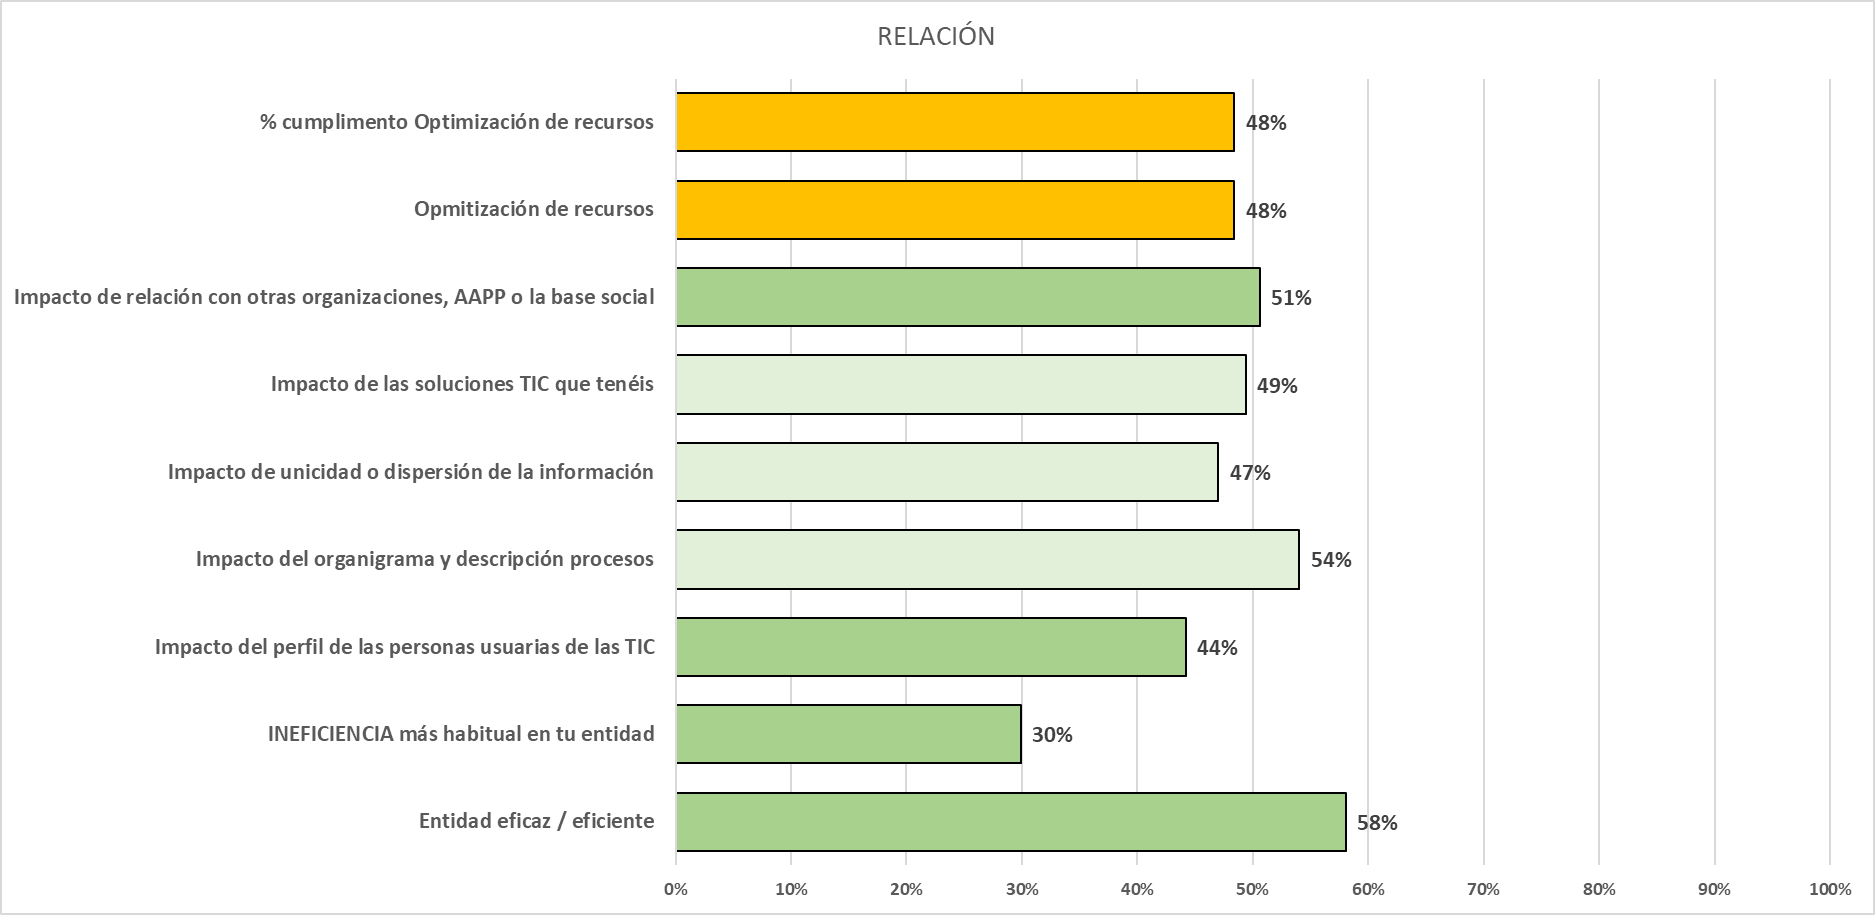 RELACIÓN
% cumplimento Optimización de recursos
48%
Opmitización de recursos
48%
Impacto de relación con otras organizaciones, AAPP o la base social
51%
Impacto de las soluciones TIC que tenéis
49%
Impacto de unicidad o dispersión de la información
47%
Impacto del organigrama y descripción procesos
54%
Impacto del perfil de las personas usuarias de las TIC
44%
INEFICIENCIA más habitual en tu entidad
30%
Entidad eficaz / eficiente
58%
0% 10% 20% 30% 40% 50% 60% 70% 80% 90% 100%